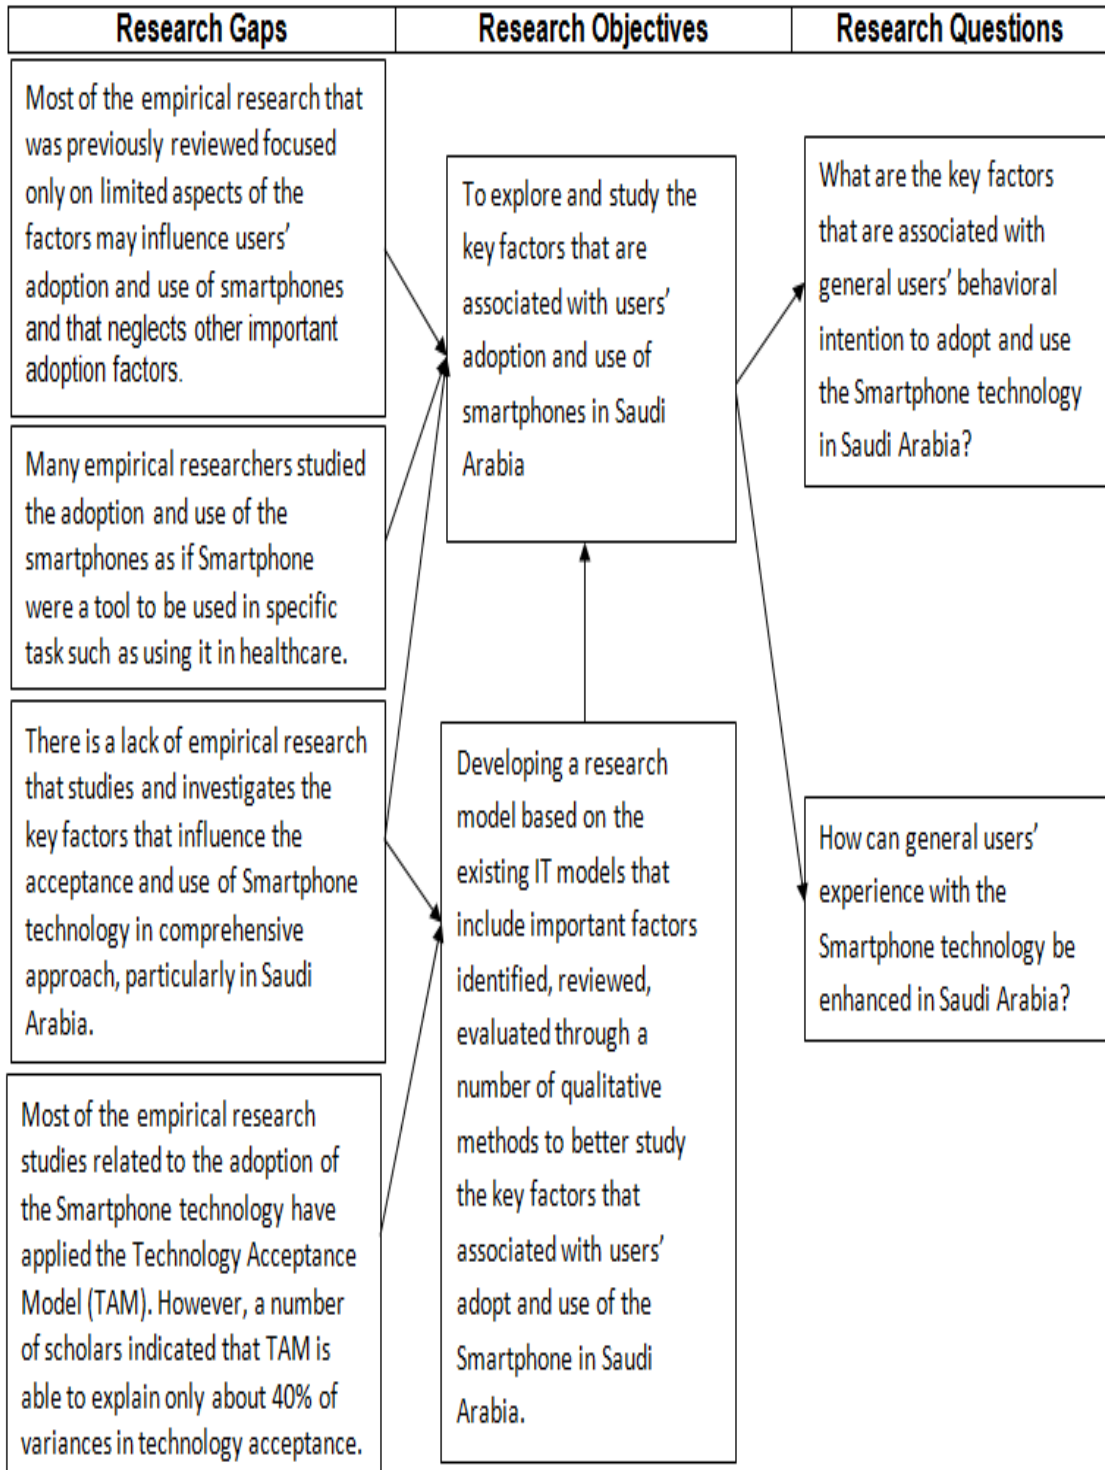 Research Gaps
Research Objectives
Research Questions
Most of the empirical research that
was previously reviewed focused
only on limited aspects of the
factors may influence users’
adoption and use of smartphones
and that neglects other important
adoption factors.
Many empirical researchers studied
the adoption and use of the
smartphones as if Smartphone
were a tool to be used in specific
task such as using it in healthcare.
There is a lack of empirical research
that studies and investigates the
key factors that influence the
acceptance and use of Smartphone
technology in comprehensive
approach, particularly in Saudi
Arabia.
Most of the empirical research
studies related to the adoption of
the Smartphone technology have
applied the Technology Acceptance
Model (TAM). However, a number
of scholars indicated that TAM is
able to explain only about 40% of
variances in technology acceptance.
To explore and study the
key factors that are
associated with users’
adoption and use of
smartphones in Saudi
Arabia
Developing a research
model based on the
existing IT models that
include important factors
identified, reviewed,
evaluated through a
number of qualitative
methods to better study
the key factors that
associated with users’
adopt and use of the
Smartphone in Saudi
Arabia.
What are the key factors
that are associated with
general users’ behavioral
intention to adopt and use
the Smartphone technology
in Saudi Arabia?
How can general users’
experience with the
Smartphone technology be
enhanced in Saudi Arabia?